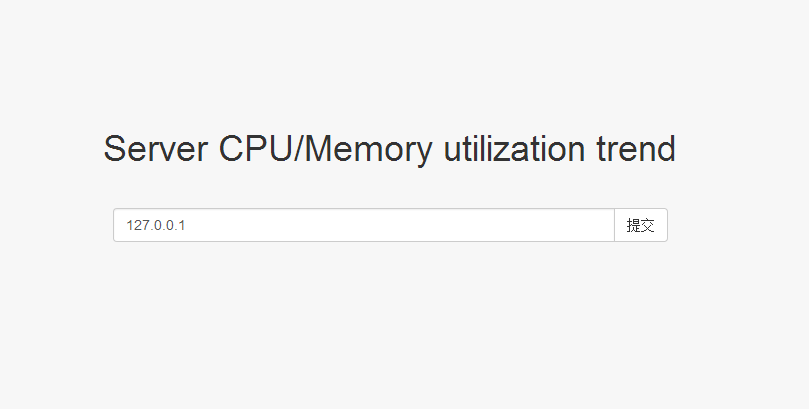 Server CPU/Memory utilization trend
127.0.0.1 提交